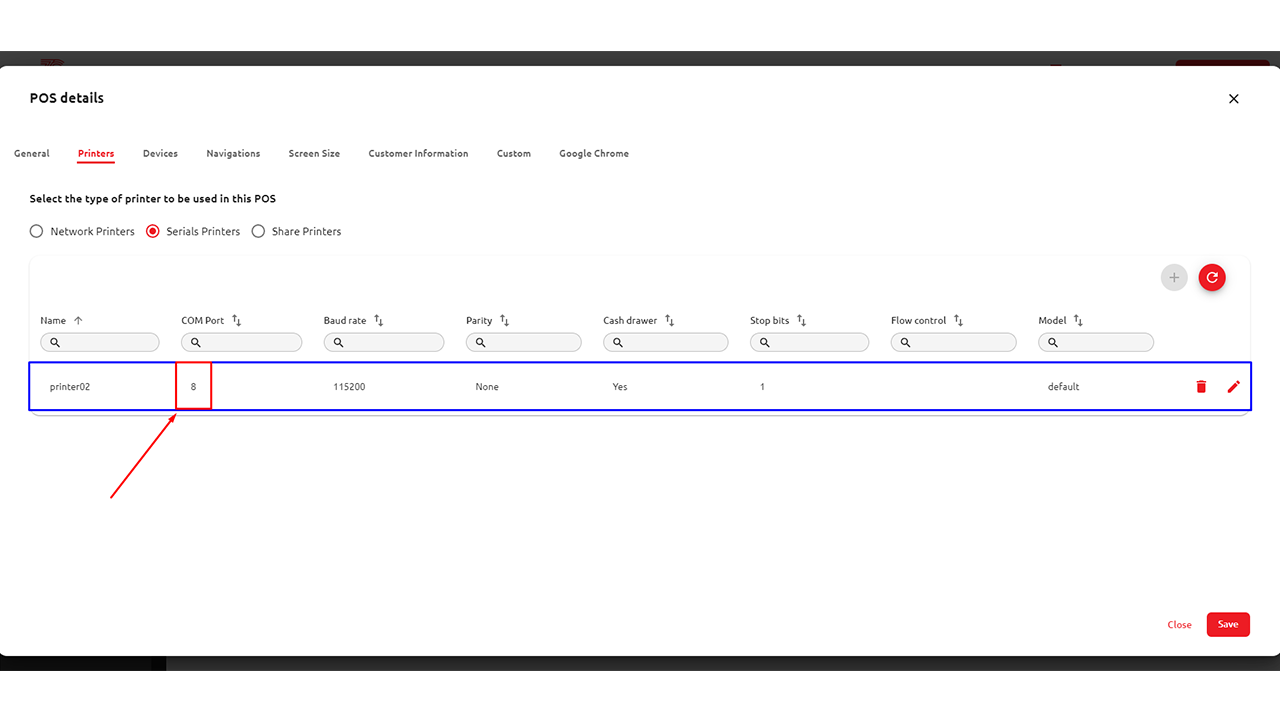 POS details
General Printers Devices Navigations Screen Size Customer Information Custom Google Chrome
Select the type of printer to be used in this POS
Network Printers Serials Printers Share Printers
Name COM Port Baud rate Parity Cash drawer Stop bits Flow control Model
printer02 8 115200 None Yes 1 default
Close Save